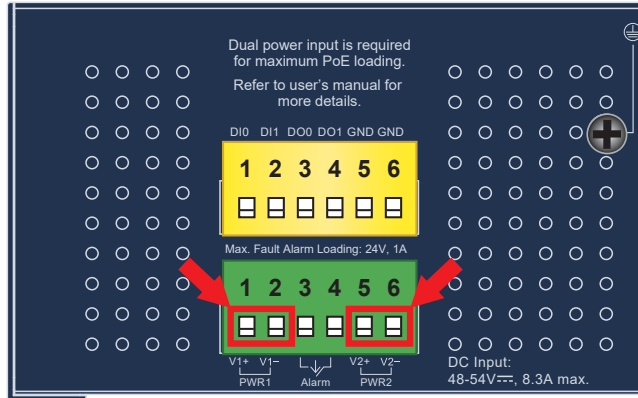 Dual power input is required
for maximum PoE loading.
Refer to user's manual for
more details.
DI0 DI1 DO0 DO1 GND GND
1 2 3 4 5 6
Max. Fault Alarm Loading: 24V, 1A
1 2 3 4 5 6
V1+ V1– V2+ V2–
PWR1 Alarm PWR2
DC Input:
48-54V⎓, 8.3A max.